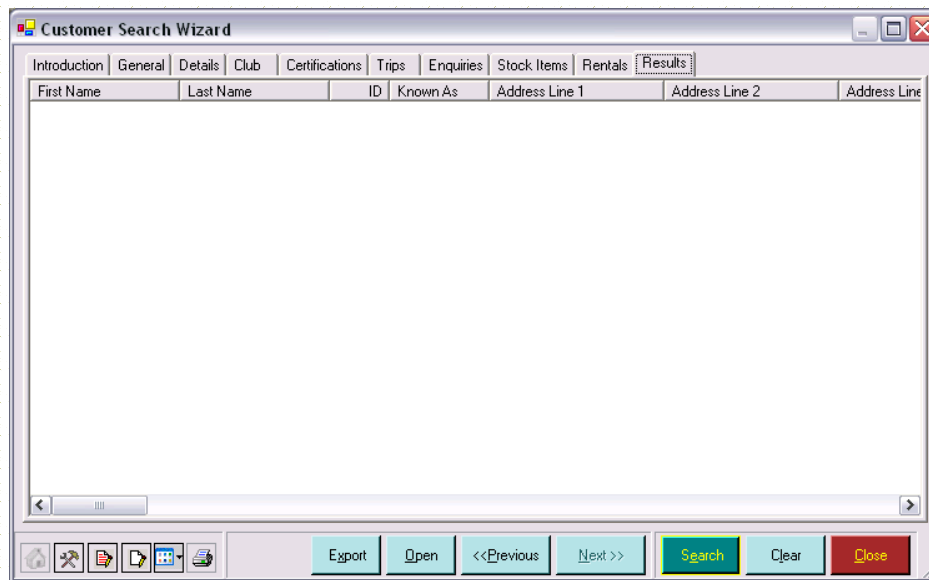 Customer Search Wizard
Introduction General Details Club Certifications Trips Enquiries Stock Items Rentals Results
First Name Last Name ID Known As Address Line 1 Address Line 2 Address Line
Export Open <<Previous Next >> Search Clear Close